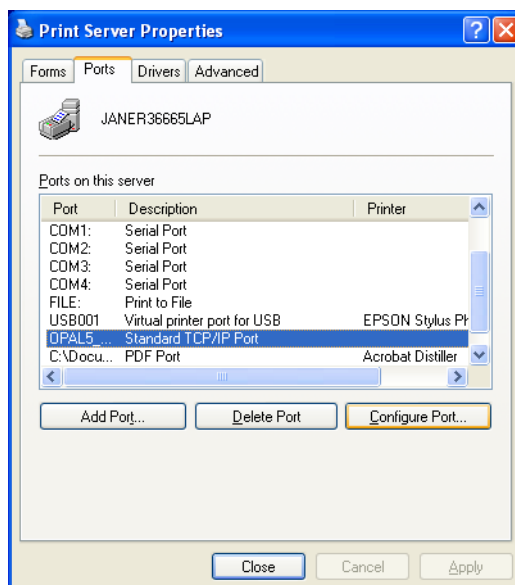 Print Server Properties
Forms Ports Drivers Advanced
JANER36665LAP
Ports on this server
Port Description Printer
COM1: Serial Port
COM2: Serial Port
COM3: Serial Port
COM4: Serial Port
FILE: Print to File
USB001 Virtual printer port for USB EPSON Stylus Ph
OPAL5_... Standard TCP/IP Port
C:\Docu... PDF Port Acrobat Distiller
Add Port... Delete Port Configure Port...
Close Cancel Apply